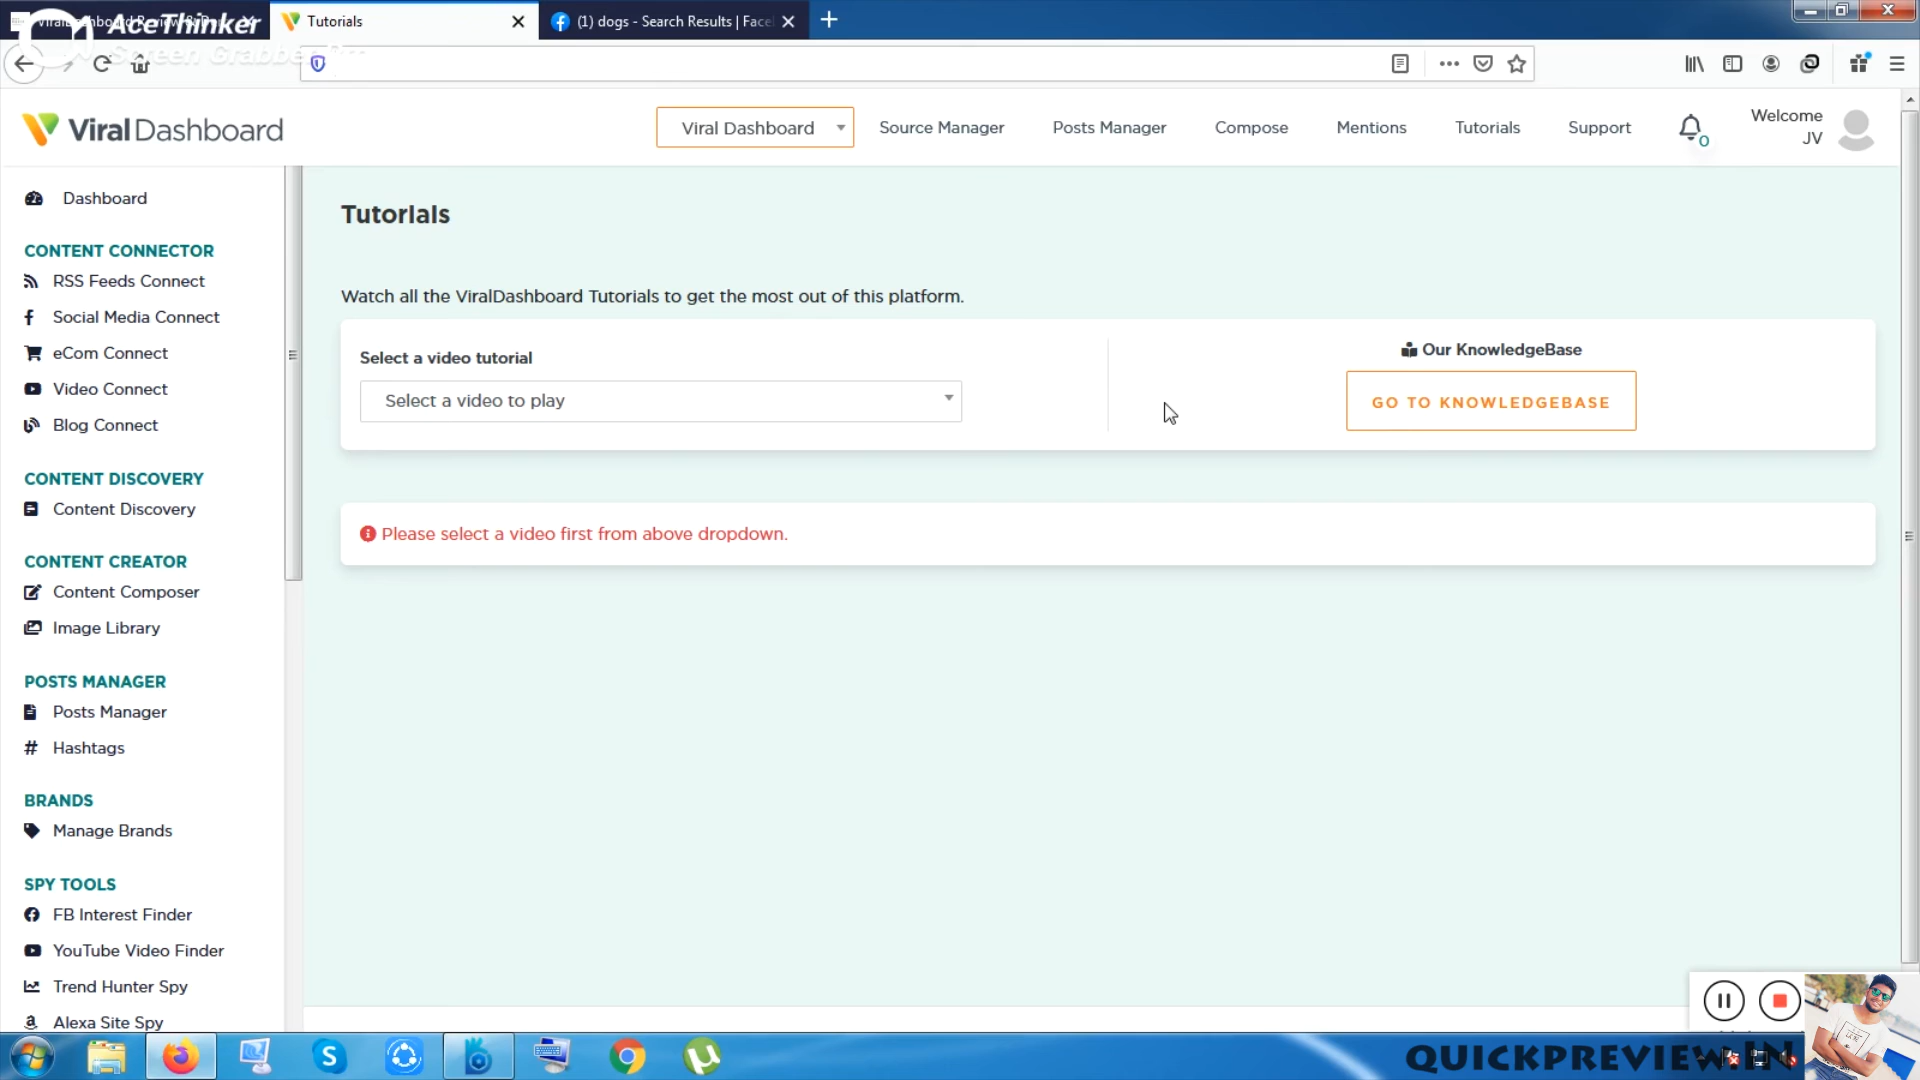 AceThinker
Screen Grabber Pro
Tutorials
(1) dogs - Search Results | Face
ViralDashboard
Viral Dashboard
Source Manager
Posts Manager
Compose
Mentions
Tutorials
Support
0
Welcome
JV
Dashboard
CONTENT CONNECTOR
RSS Feeds Connect
Social Media Connect
eCom Connect
Video Connect
Blog Connect
CONTENT DISCOVERY
Content Discovery
CONTENT CREATOR
Content Composer
Image Library
POSTS MANAGER
Posts Manager
Hashtags
BRANDS
Manage Brands
SPY TOOLS
FB Interest Finder
YouTube Video Finder
Trend Hunter Spy
Alexa Site Spy
Tutorials
Watch all the ViralDashboard Tutorials to get the most out of this platform.
Select a video tutorial
Select a video to play
Our KnowledgeBase
GO TO KNOWLEDGEBASE
Please select a video first from above dropdown.
QUICKPREVIEW.IN